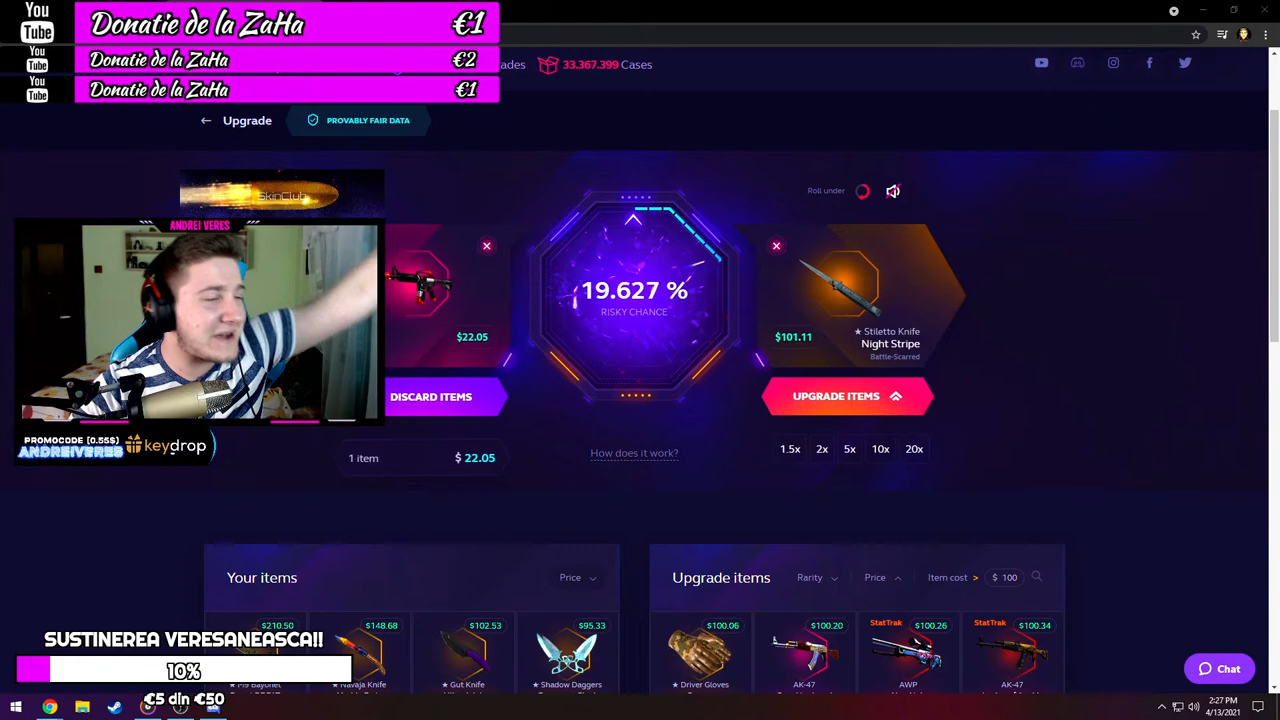 You
Tube
Donatie de la ZaHa €1
You
Tube
Donatie de la ZaHa €2
You
Tube
Donatie de la ZaHa €1
33.367.399 Cases
Upgrade
PROVABLY FAIR DATA
SkinClub
Roll under
ANDREI VERES
19.627 %
RISKY CHANCE
$22.05
$101.11
★ Stiletto Knife
Night Stripe
Battle-Scarred
DISCARD ITEMS
UPGRADE ITEMS
PROMOCODE [0.55$]
ANDREIVERES
keydrop
1 item $ 22.05
How does it work?
1.5x 2x 5x 10x 20x
Your items Price
Upgrade items Rarity Price Item cost > $ 100
$210.50 $148.68 $102.53 $95.33
$100.06 $100.20 StatTrak $100.26 StatTrak $100.34
SUSTINEREA VERESANEASCA!!
10%
★ M9 Bayonet ★ Navaja Knife ★ Gut Knife ★ Shadow Daggers
★ Driver Gloves AK-47 AWP AK-47
€5 din €50
Chat
2:27 PM
4/13/2021